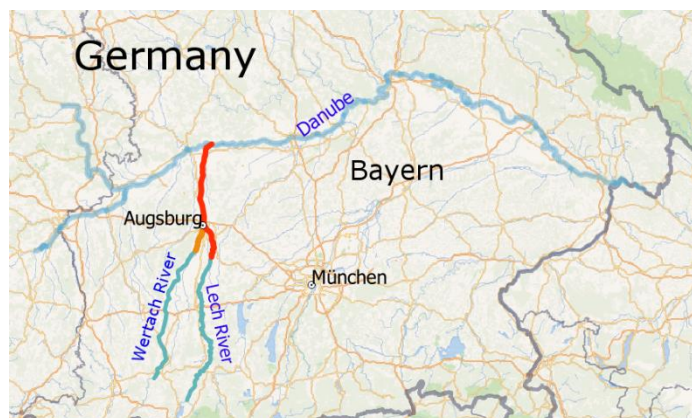 Germany
Danube
Bayern
Augsburg
München
Wertach River
Lech River